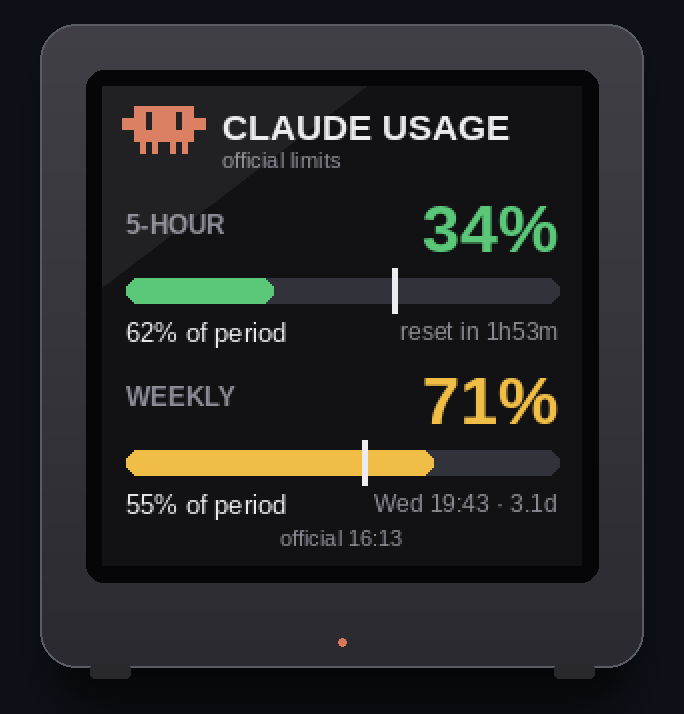 CLAUDE USAGE
official limits
5-HOUR 34%
62% of period reset in 1h53m
WEEKLY 71%
55% of period Wed 19:43 · 3.1d
official 16:13